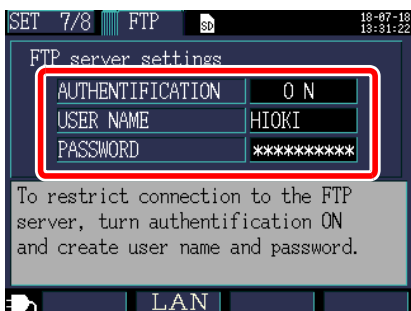 SET 7/8 FTP SD 18-07-18
13:31:22
FTP server settings
AUTHENTIFICATION ON
USER NAME HIOKI
PASSWORD **********
To restrict connection to the FTP
server, turn authentification ON
and create user name and password.
LAN